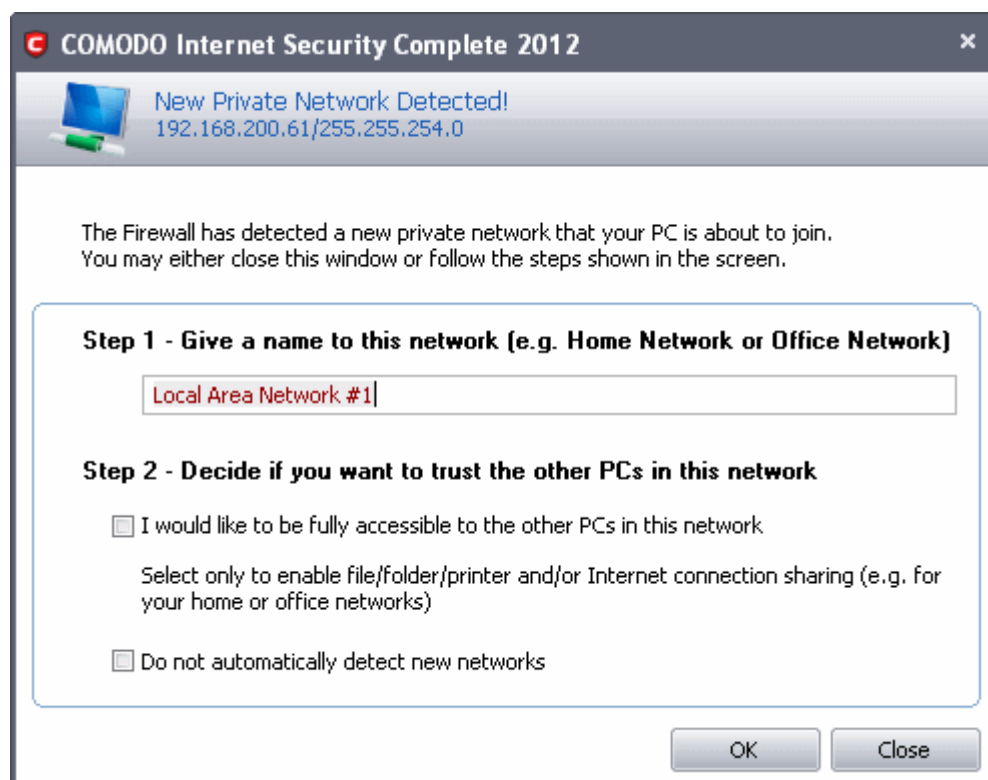 COMODO Internet Security Complete 2012
New Private Network Detected!
192.168.200.61/255.255.254.0
The Firewall has detected a new private network that your PC is about to join.
You may either close this window or follow the steps shown in the screen.
Step 1 - Give a name to this network (e.g. Home Network or Office Network)
Local Area Network #1
Step 2 - Decide if you want to trust the other PCs in this network
I would like to be fully accessible to the other PCs in this network
Select only to enable file/folder/printer and/or Internet connection sharing (e.g. for
your home or office networks)
Do not automatically detect new networks
OK Close